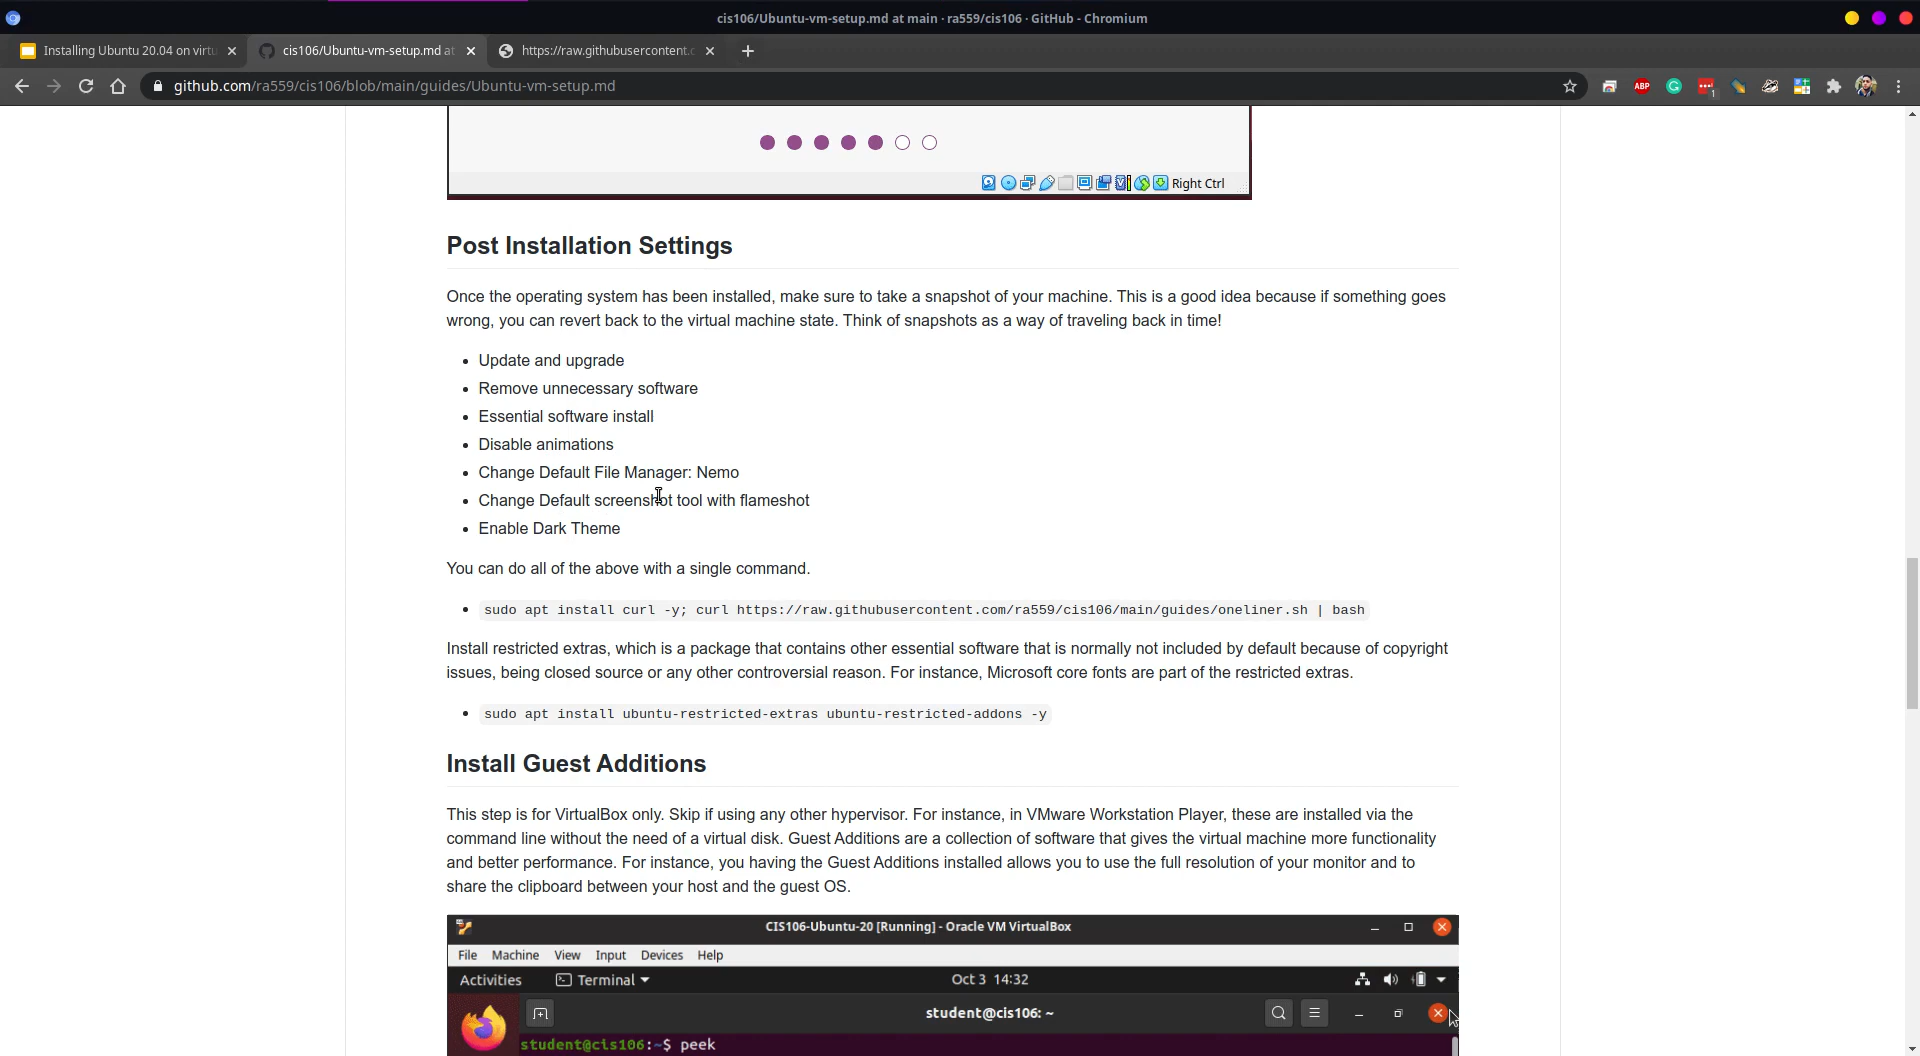 cis106/Ubuntu-vm-setup.md at main · ra559/cis106 · GitHub - Chromium
Installing Ubuntu 20.04 on virtu
cis106/Ubuntu-vm-setup.md at
https://raw.githubusercontent.c
github.com/ra559/cis106/blob/main/guides/Ubuntu-vm-setup.md
ABP
1
Right Ctrl
Post Installation Settings
Once the operating system has been installed, make sure to take a snapshot of your machine. This is a good idea because if something goes
wrong, you can revert back to the virtual machine state. Think of snapshots as a way of traveling back in time!
• Update and upgrade
• Remove unnecessary software
• Essential software install
• Disable animations
• Change Default File Manager: Nemo
• Change Default screenshot tool with flameshot
• Enable Dark Theme
You can do all of the above with a single command.
• sudo apt install curl -y; curl https://raw.githubusercontent.com/ra559/cis106/main/guides/oneliner.sh | bash
Install restricted extras, which is a package that contains other essential software that is normally not included by default because of copyright
issues, being closed source or any other controversial reason. For instance, Microsoft core fonts are part of the restricted extras.
• sudo apt install ubuntu-restricted-extras ubuntu-restricted-addons -y
Install Guest Additions
This step is for VirtualBox only. Skip if using any other hypervisor. For instance, in VMware Workstation Player, these are installed via the
command line without the need of a virtual disk. Guest Additions are a collection of software that gives the virtual machine more functionality
and better performance. For instance, you having the Guest Additions installed allows you to use the full resolution of your monitor and to
share the clipboard between your host and the guest OS.
CIS106-Ubuntu-20 [Running] - Oracle VM VirtualBox
File Machine View Input Devices Help
Activities Terminal Oct 3 14:32
student@cis106: ~
student@cis106:~$ peek